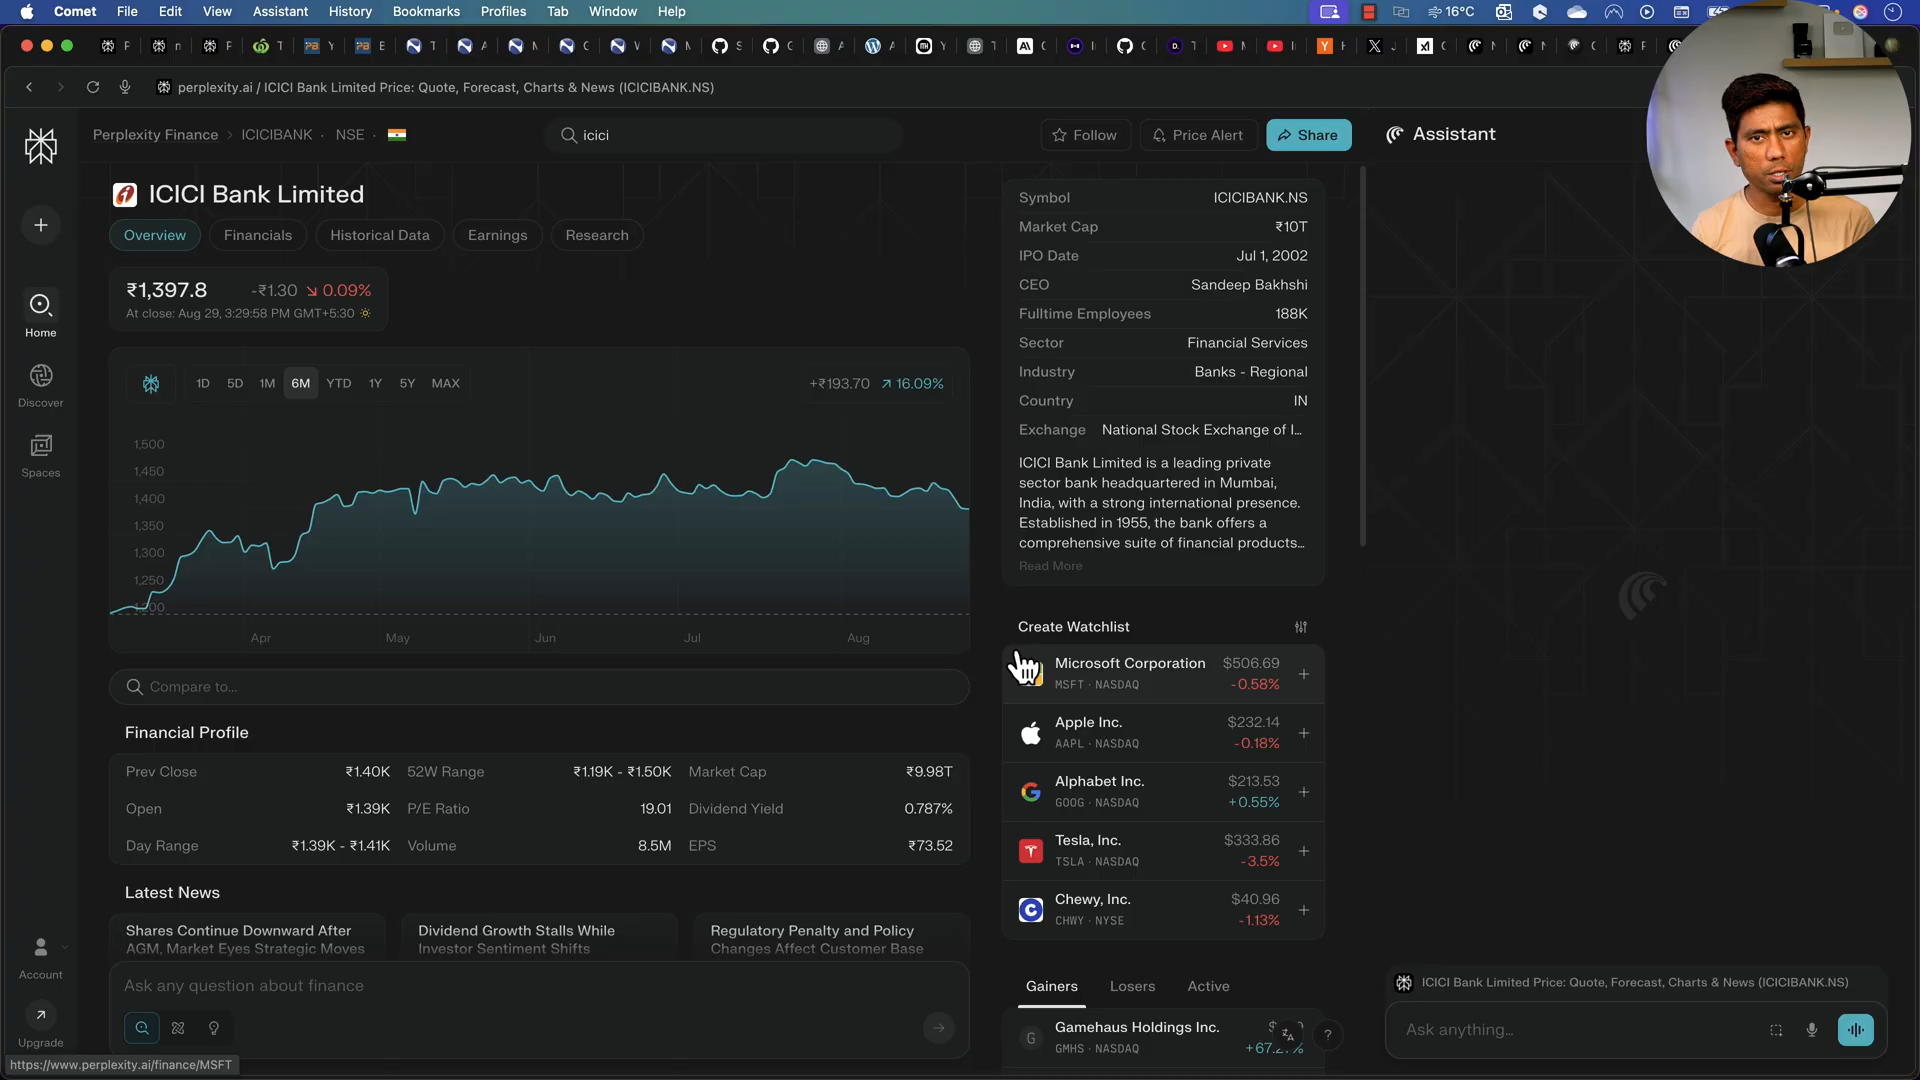 Comet File Edit View Assistant History Bookmarks Profiles Tab Window Help
16°C
perplexity.ai / ICICI Bank Limited Price: Quote, Forecast, Charts & News (ICICIBANK.NS)
Perplexity Finance > ICICIBANK · NSE ·
icici
Follow
Price Alert
Share
Assistant
ICICI Bank Limited
Overview
Financials
Historical Data
Earnings
Research
₹1,397.8 -₹1.30 ↘ 0.09%
At close: Aug 29, 3:29:58 PM GMT+5:30
1D 5D 1M 6M YTD 1Y 5Y MAX
+₹193.70 ↗ 16.09%
1,500
1,450
1,400
1,350
1,300
1,250
1,200
Apr May Jun Jul Aug
Compare to...
Financial Profile
Prev Close ₹1.40K 52W Range ₹1.19K - ₹1.50K Market Cap ₹9.98T
Open ₹1.39K P/E Ratio 19.01 Dividend Yield 0.787%
Day Range ₹1.39K - ₹1.41K Volume 8.5M EPS ₹73.52
Latest News
Shares Continue Downward After
AGM, Market Eyes Strategic Moves
Dividend Growth Stalls While
Investor Sentiment Shifts
Regulatory Penalty and Policy
Changes Affect Customer Base
Ask any question about finance
Home
Discover
Spaces
Account
Upgrade
https://www.perplexity.ai/finance/MSFT
Symbol ICICIBANK.NS
Market Cap ₹10T
IPO Date Jul 1, 2002
CEO Sandeep Bakhshi
Fulltime Employees 188K
Sector Financial Services
Industry Banks - Regional
Country IN
Exchange National Stock Exchange of I...
ICICI Bank Limited is a leading private
sector bank headquartered in Mumbai,
India, with a strong international presence.
Established in 1955, the bank offers a
comprehensive suite of financial products...
Read More
Create Watchlist
Microsoft Corporation $506.69
MSFT · NASDAQ -0.58%
Apple Inc. $232.14
AAPL · NASDAQ -0.18%
Alphabet Inc. $213.53
GOOG · NASDAQ +0.55%
Tesla, Inc. $333.86
TSLA · NASDAQ -3.5%
Chewy, Inc. $40.96
CHWY · NYSE -1.13%
Gainers Losers Active
G Gamehaus Holdings Inc.
GMHS · NASDAQ
?
ICICI Bank Limited Price: Quote, Forecast, Charts & News (ICICIBANK.NS)
Ask anything...